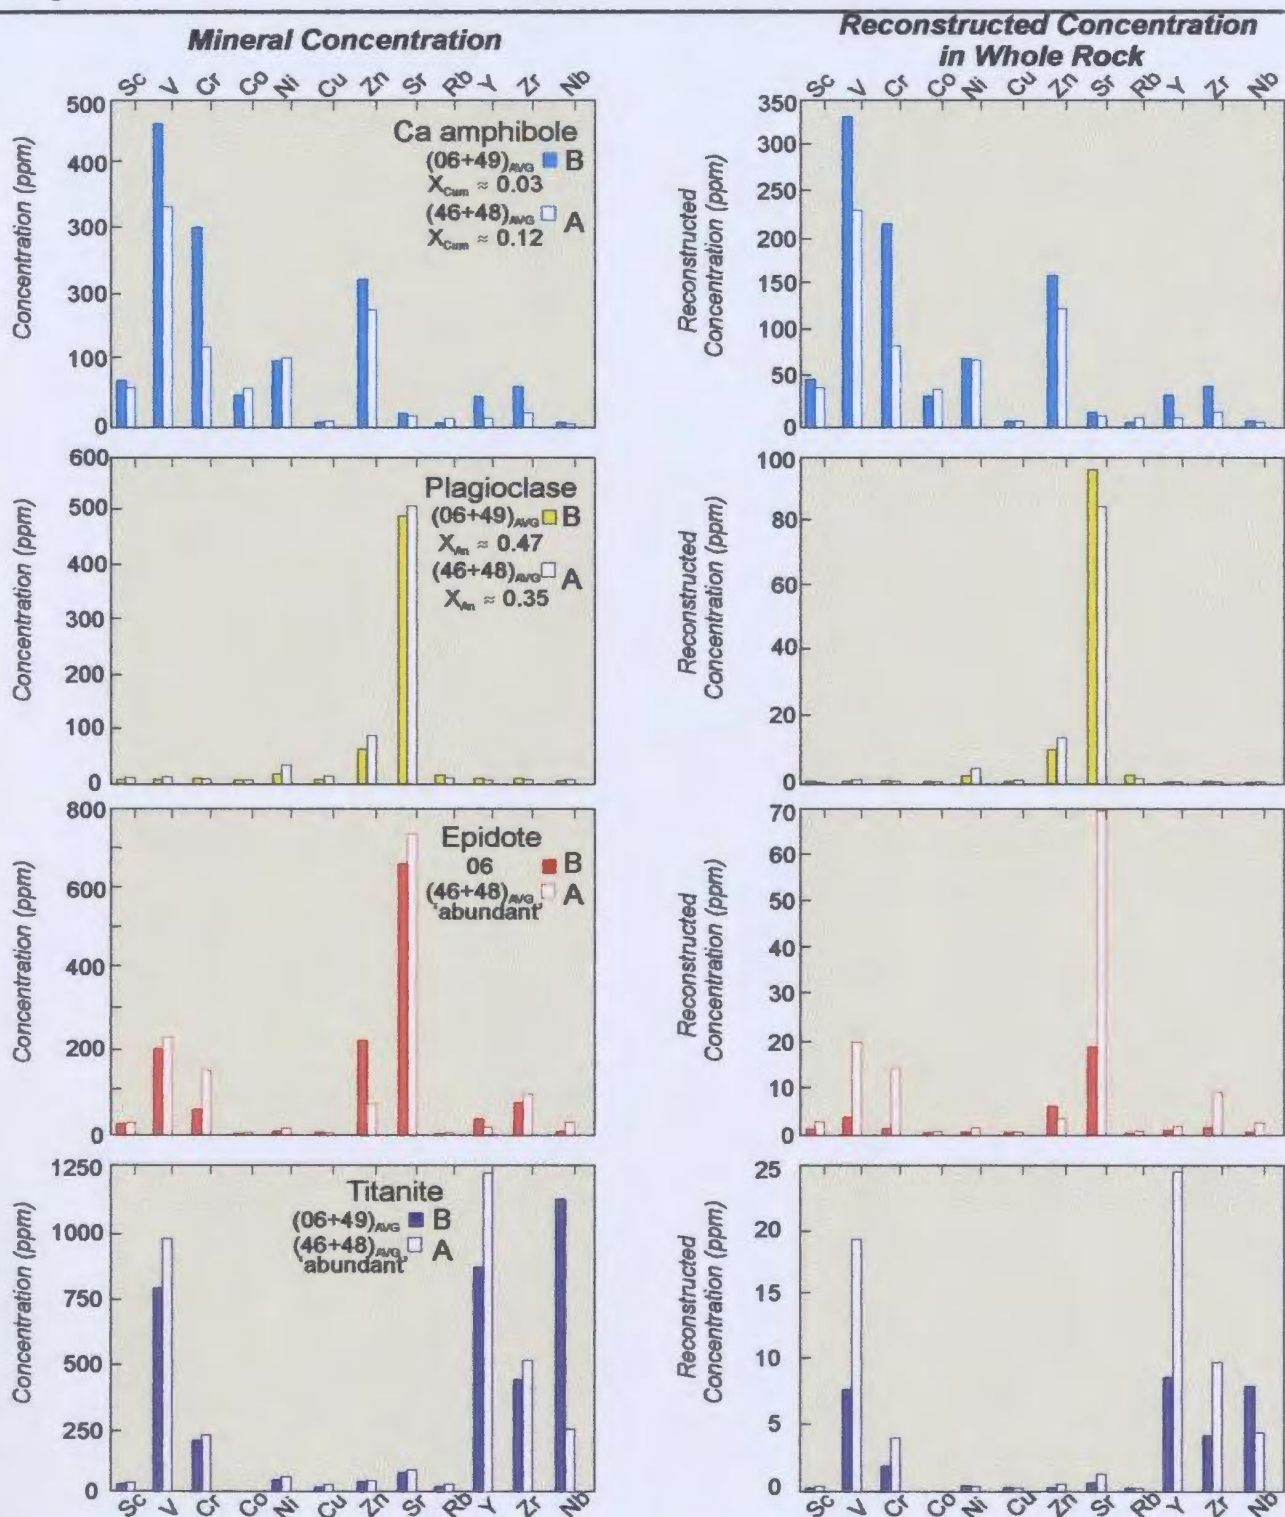 Mineral Concentration
Reconstructed Concentration
in Whole Rock
Sc V Cr Co Ni Cu Zn Sr Rb Y Zr Nb
Sc V Cr Co Ni Cu Zn Sr Rb Y Zr Nb
Concentration (ppm)
500
400
300
300
100
0
Ca amphibole
(06+49)AVG B
XCum ≈ 0.03
(46+48)AVG A
XCum ≈ 0.12
Reconstructed
Concentration (ppm)
350
300
250
200
150
100
50
0
Concentration (ppm)
600
500
400
300
200
100
0
Plagioclase
(06+49)AVG B
XAn ≈ 0.47
(46+48)AVG A
XAn ≈ 0.35
Reconstructed
Concentration (ppm)
100
80
60
40
20
0
Concentration (ppm)
800
600
400
200
0
Epidote
06 B
(46+48)AVG A
'abundant'
Reconstructed
Concentration (ppm)
70
60
50
40
30
20
10
0
Concentration (ppm)
1250
1000
750
500
250
0
Titanite
(06+49)AVG B
(46+48)AVG A
'abundant'
Reconstructed
Concentration (ppm)
25
20
15
10
5
0
Sc V Cr Co Ni Cu Zn Sr Rb Y Zr Nb
Sc V Cr Co Ni Cu Zn Sr Rb Y Zr Nb